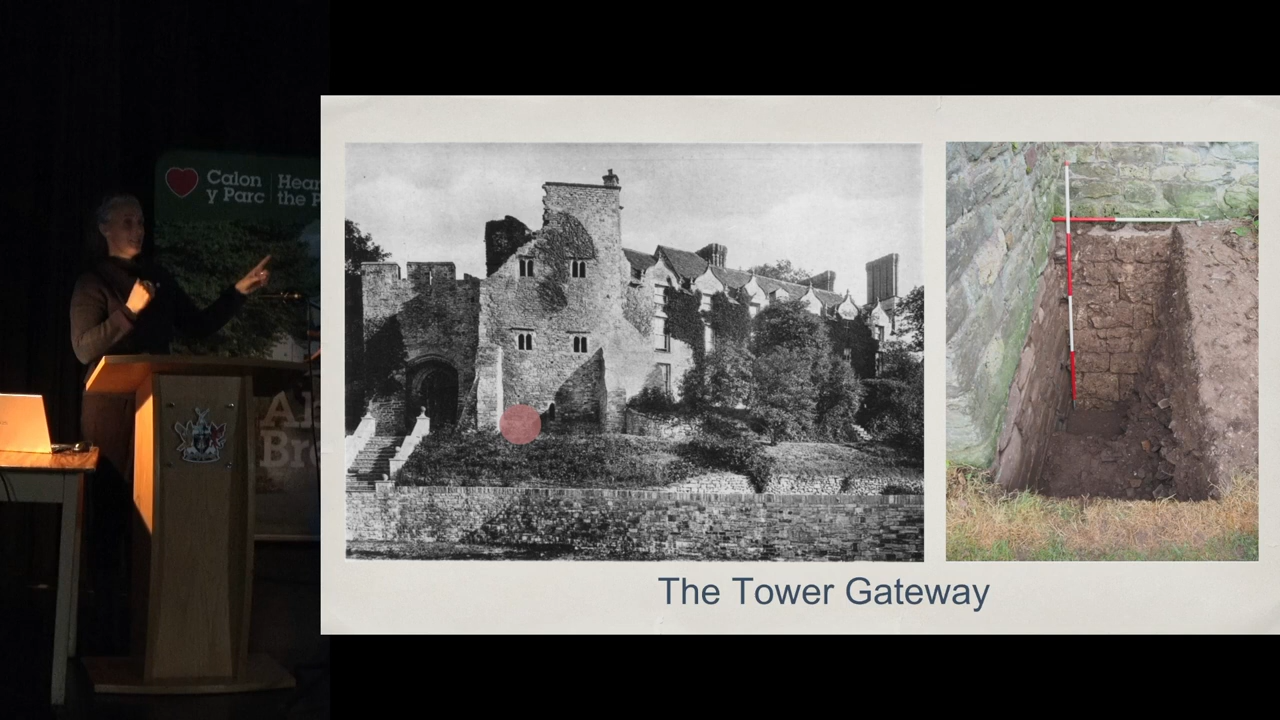 Calon
y Parc
Hear
the P
The Tower Gateway